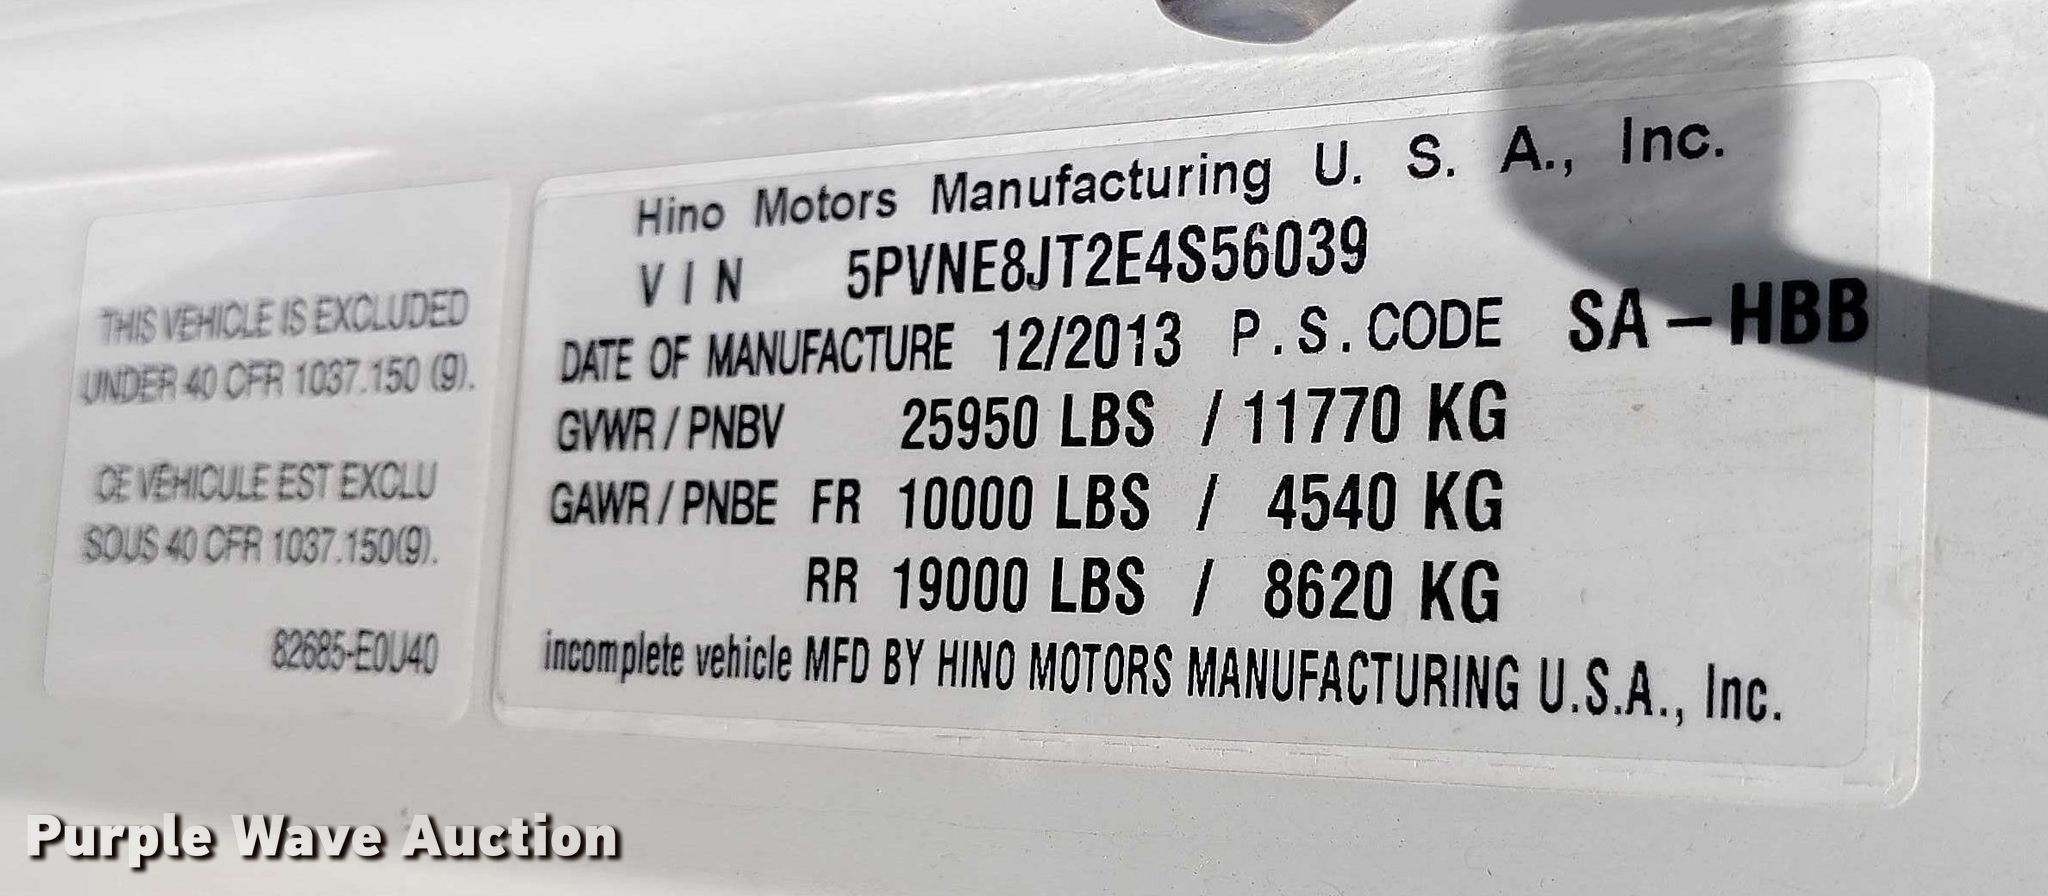 THIS VEHICLE IS EXCLUDED
UNDER 40 CFR 1037.150 (g).
CE VÉHICULE EST EXCLU
SOUS 40 CFR 1037.150(g).
82685-E0U40
Hino Motors Manufacturing U. S. A., Inc.
VIN 5PVNE8JT2E4S56039
DATE OF MANUFACTURE 12/2013 P.S.CODE SA-HBB
GVWR / PNBV 25950 LBS / 11770 KG
GAWR / PNBE FR 10000 LBS / 4540 KG
RR 19000 LBS / 8620 KG
incomplete vehicle MFD BY HINO MOTORS MANUFACTURING U.S.A., Inc.
Purple Wave Auction